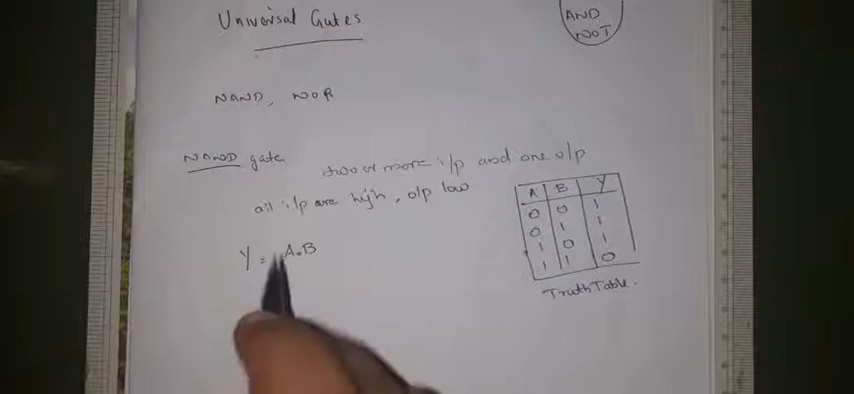 Universal Gates
AND
NOT
NAND, NOR
NAND gate
two or more i/p and one o/p
all i/p are high, o/p low
Y = A.B
A B Y
0 0 1
0 1 1
1 0 1
1 1 0
Truth Table.